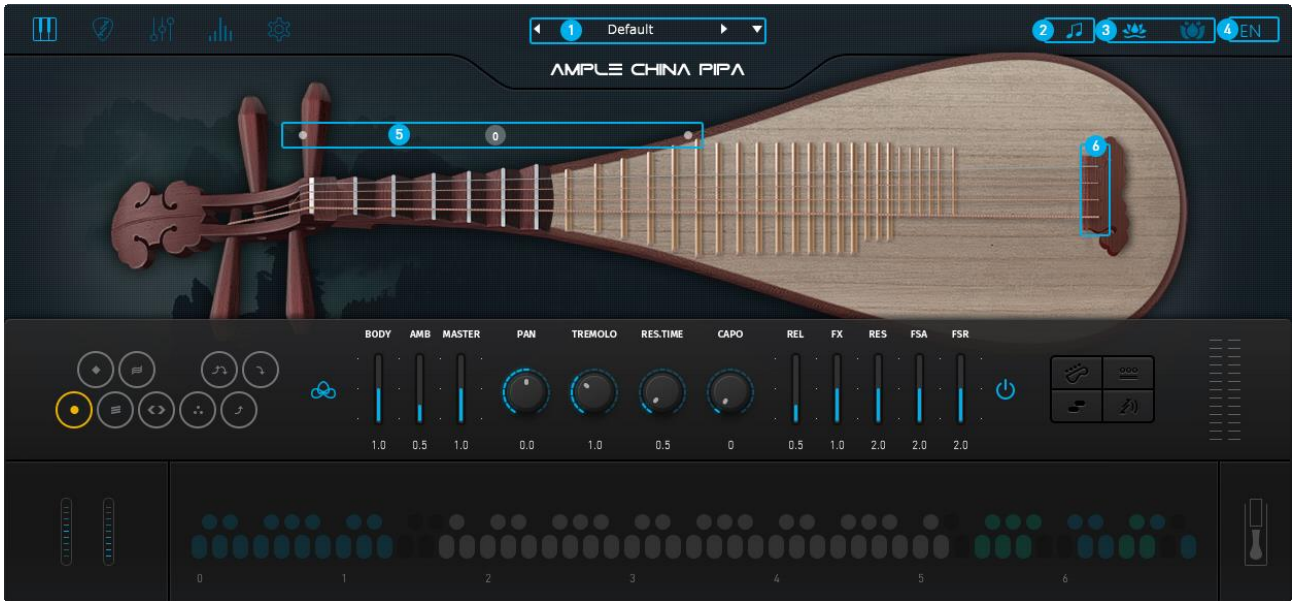 1 Default 2 3 4 EN
AMPLE CHINA PIPA
5 0 6
BODY AMB MASTER PAN TREMOLO RES.TIME CAPO REL FX RES FSA FSR
1.0 0.5 1.0 0.0 1.0 0.5 0 0.5 1.0 2.0 2.0 2.0
0 1 2 3 4 5 6